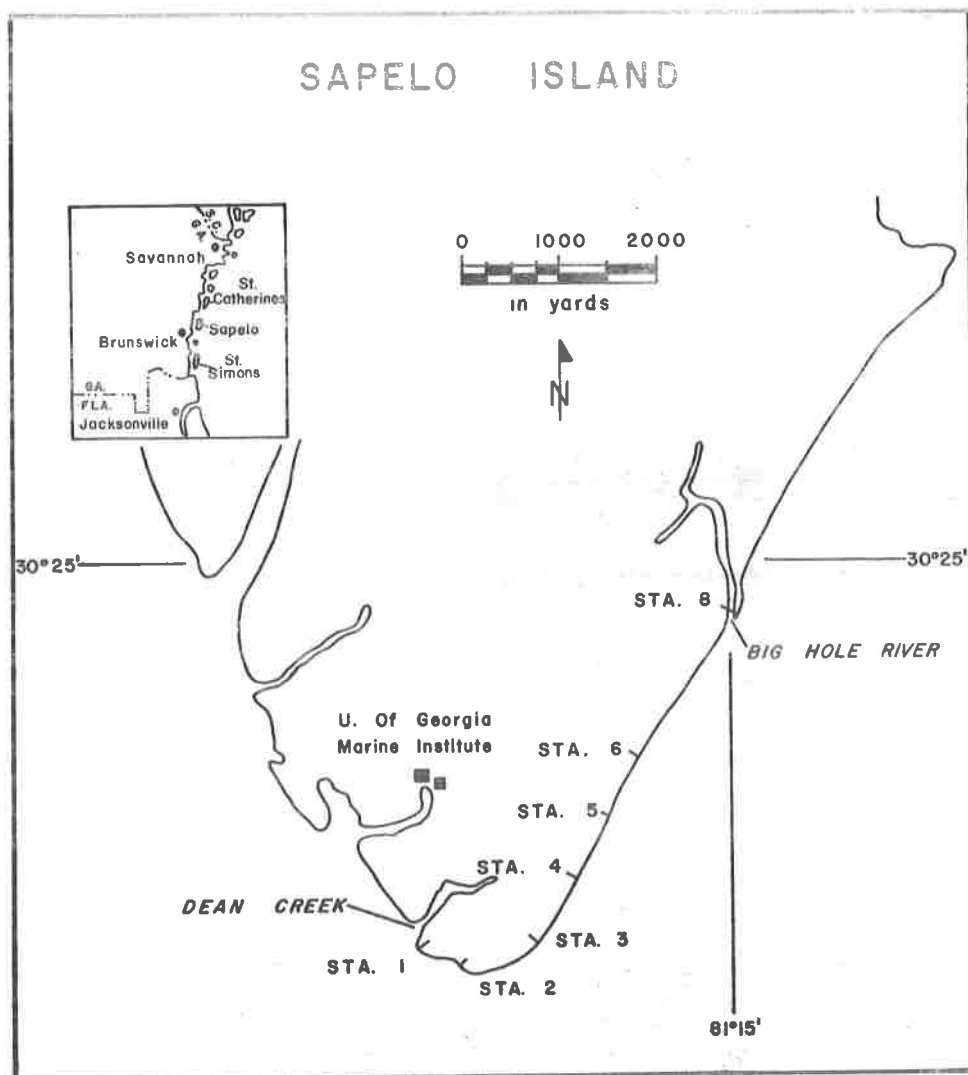 SAPELO ISLAND
S.C.
GA.
Savannah
St.
Catherines
Sapelo
Brunswick
St.
Simons
GA.
FLA.
Jacksonville
0 1000 2000
in yards
N
30°25'
30°25'
STA. 8
BIG HOLE RIVER
U. Of Georgia
Marine Institute
STA. 6
STA. 5
STA. 4
DEAN CREEK
STA. 3
STA. 1
STA. 2
81°15'